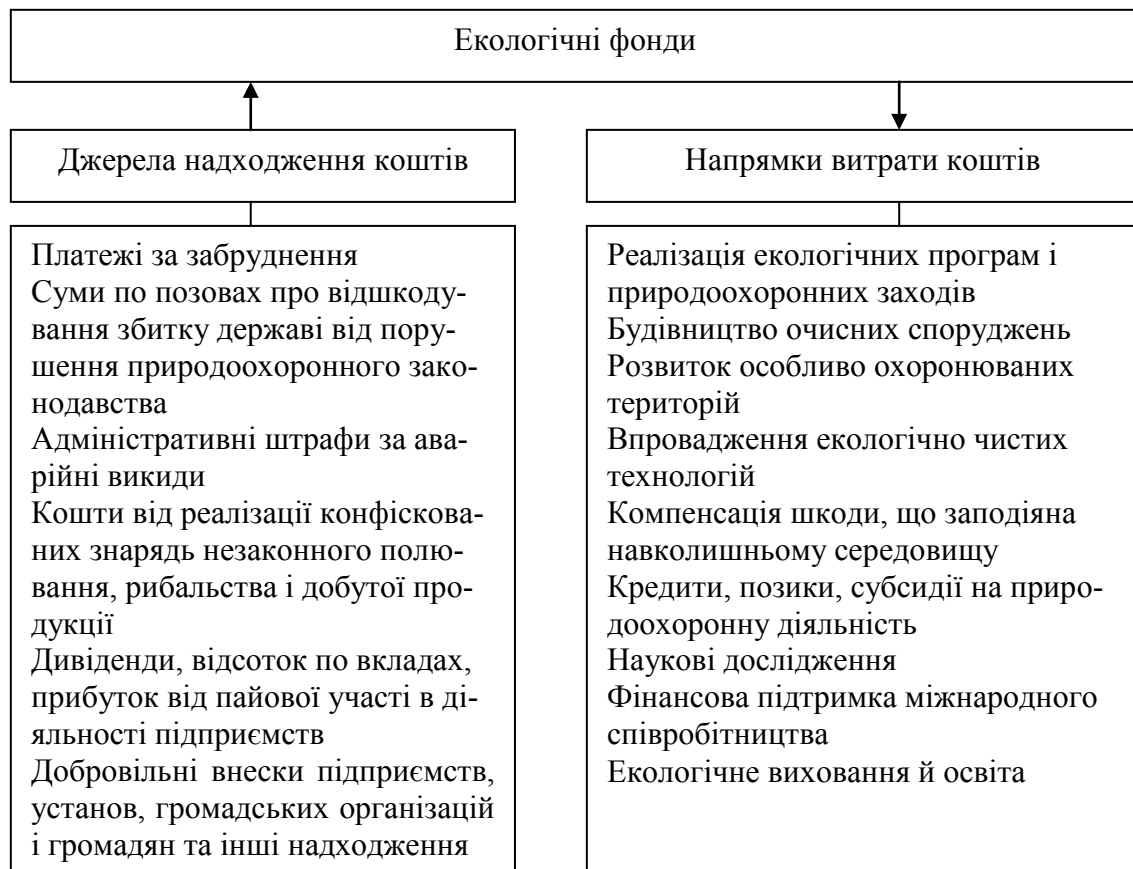 Екологічні фонди
Джерела надходження коштів
Платежі за забруднення
Суми по позовах про відшкоду-
вання збитку державі від пору-
шення природоохоронного зако-
нодавства
Адміністративні штрафи за ава-
рійні викиди
Кошти від реалізації конфіскова-
них знарядь незаконного полю-
вання, рибальства і добутої про-
дукції
Дивіденди, відсоток по вкладах,
прибуток від пайової участі в ді-
яльності підприємств
Добровільні внески підприємств,
установ, громадських організацій
і громадян та інші надходження
Напрямки витрати коштів
Реалізація екологічних програм і
природоохоронних заходів
Будівництво очисних споруджень
Розвиток особливо охоронюваних
територій
Впровадження екологічно чистих
технологій
Компенсація шкоди, що заподіяна
навколишньому середовищу
Кредити, позики, субсидії на приро-
доохоронну діяльність
Наукові дослідження
Фінансова підтримка міжнародного
співробітництва
Екологічне виховання й освіта